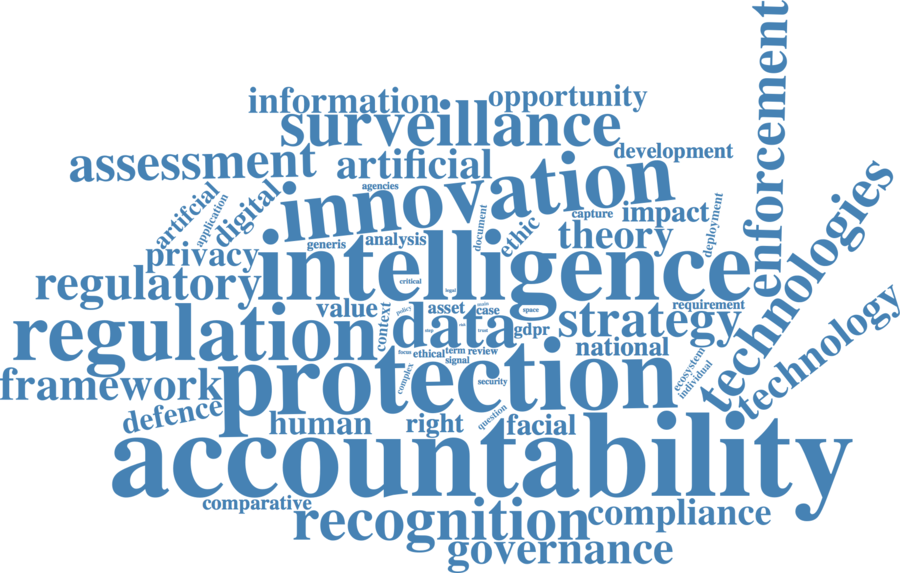 information
opportunity
surveillance
enforcement
assessment
artificial
development
innovation
agencies
technologies
artifcial
application
digital
document
ethic
capture
impact
deployment
privacy
generis
analysis
theory
intelligence
regulatory
critical
legal
value
context
policy
asset
main
case
space
requirement
regulation
data
step
trust
gdpr
strategy
technology
focus
ethical
term
review
signal
national
ecosystem
individual
framework
complex
protection
security
defence
human
right
question
facial
accountability
comparative
recognition
compliance
governance